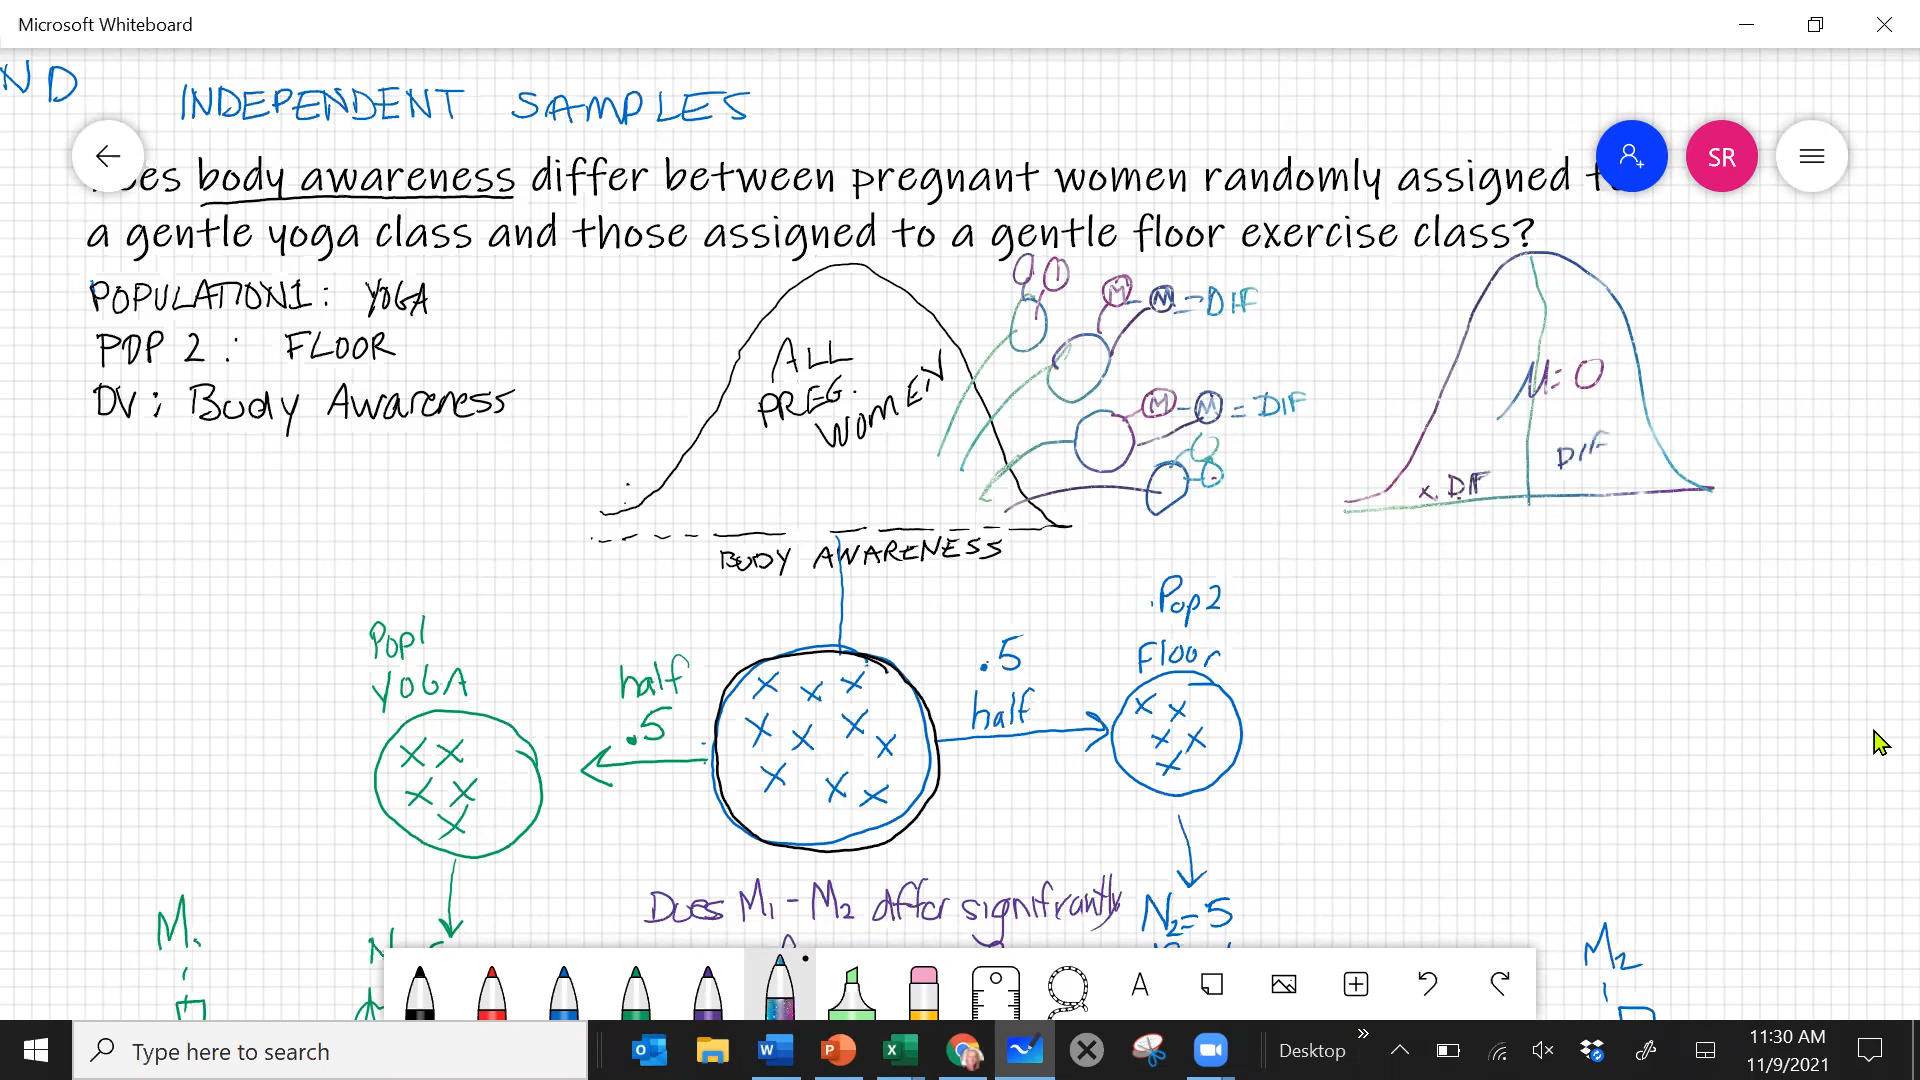 Microsoft Whiteboard
ND
INDEPENDENT SAMPLES
SR
es body awareness differ between pregnant women randomly assigned t
a gentle yoga class and those assigned to a gentle floor exercise class?
POPULATION1: YOGA
POP 2: FLOOR
DV: Body Awareness
ALL
PREG.
WOMEN
BODY AWARENESS
M - M = DIF
M - M = DIF
M = 0
x. DIF
DIF
Pop1
YOGA
half
.5
X X X
X X X X
X X X
.5
half
.Pop2
Floor
X X
X X
X
X X
X X
X
Does M1 - M2 differ significantly
N2 = 5
M1
N
M2
A
Type here to search
Desktop
11:30 AM
11/9/2021